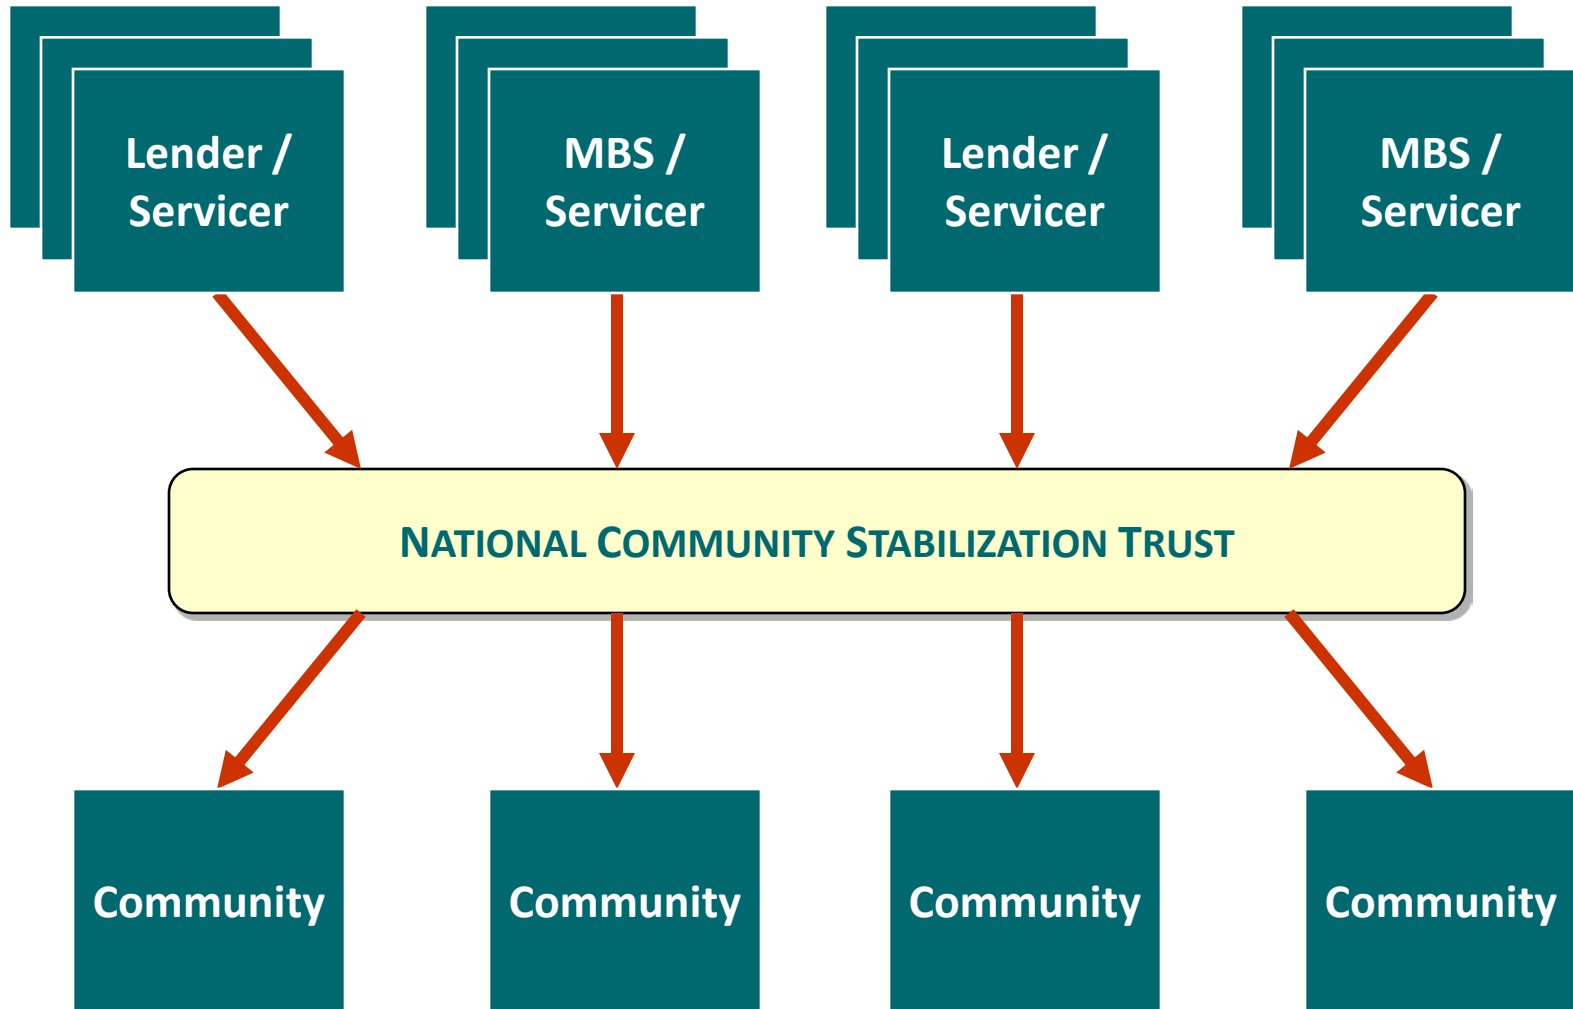 Lender /
Servicer
MBS /
Servicer
Lender /
Servicer
MBS /
Servicer
NATIONAL COMMUNITY STABILIZATION TRUST
Community
Community
Community
Community